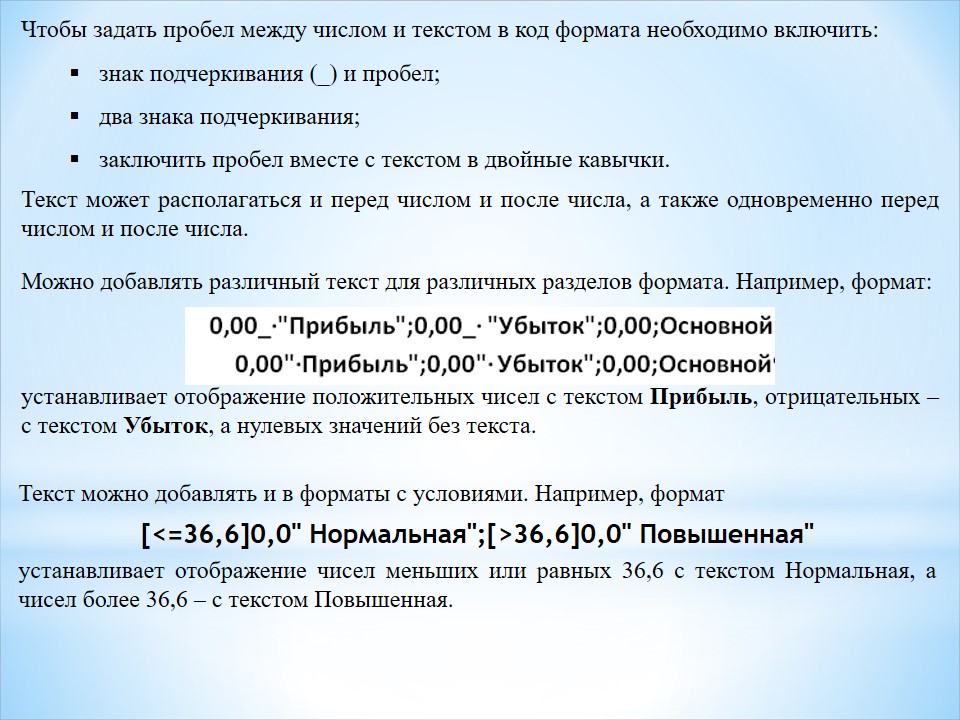 Чтобы задать пробел между числом и текстом в код формата необходимо включить:
▪ знак подчеркивания (_) и пробел;
▪ два знака подчеркивания;
▪ заключить пробел вместе с текстом в двойные кавычки.
Текст может располагаться и перед числом и после числа, а также одновременно перед
числом и после числа.
Можно добавлять различный текст для различных разделов формата. Например, формат:
0,00_·"Прибыль";0,00_· "Убыток";0,00;Основной
0,00"·Прибыль";0,00"· Убыток";0,00;Основной
устанавливает отображение положительных чисел с текстом Прибыль, отрицательных –
с текстом Убыток, а нулевых значений без текста.
Текст можно добавлять и в форматы с условиями. Например, формат
[<=36,6]0,0" Нормальная";[>36,6]0,0" Повышенная"
устанавливает отображение чисел меньших или равных 36,6 с текстом Нормальная, а
чисел более 36,6 – с текстом Повышенная.